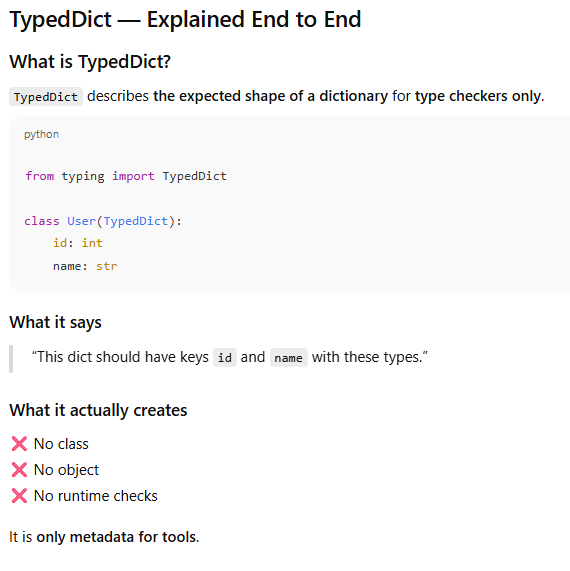 TypedDict — Explained End to End
What is TypedDict?
TypedDict describes the expected shape of a dictionary for type checkers only.
python
from typing import TypedDict
class User(TypedDict):
    id: int
    name: str
What it says
“This dict should have keys id and name with these types.”
What it actually creates
❌ No class
❌ No object
❌ No runtime checks
It is only metadata for tools.